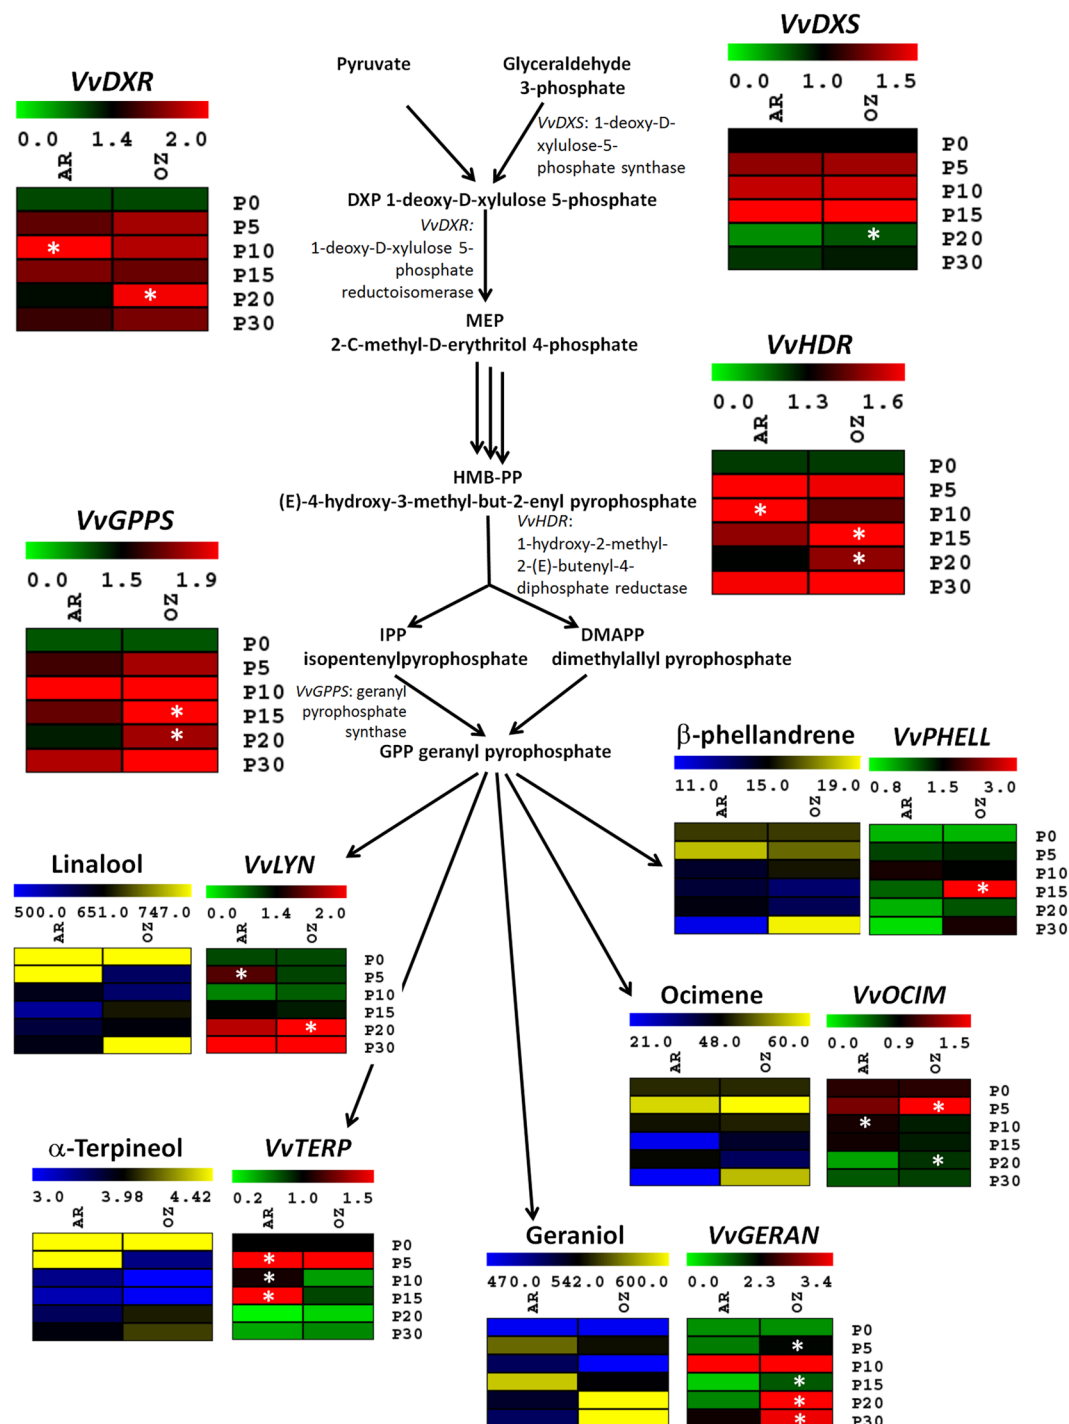 VvDXS
0.0 1.0 1.5
AR OZ
P0
P5
P10
P15
* P20
P30
VvDXR
0.0 1.4 2.0
AR OZ
P0
P5
* P10
P15
* P20
P30
Pyruvate
Glyceraldehyde
3-phosphate
VvDXS: 1-deoxy-D-
xylulose-5-
phosphate synthase
DXP 1-deoxy-D-xylulose 5-phosphate
VvDXR:
1-deoxy-D-xylulose 5-
phosphate
reductoisomerase
MEP
2-C-methyl-D-erythritol 4-phosphate
VvHDR
0.0 1.3 1.6
AR OZ
P0
P5
* P10
* P15
* P20
P30
HMB-PP
(E)-4-hydroxy-3-methyl-but-2-enyl pyrophosphate
VvHDR:
1-hydroxy-2-methyl-
2-(E)-butenyl-4-
diphosphate reductase
VvGPPS
0.0 1.5 1.9
AR OZ
P0
P5
P10
* P15
* P20
P30
IPP
isopentenylpyrophosphate
DMAPP
dimethylallyl pyrophosphate
VvGPPS: geranyl
pyrophosphate
synthase
GPP geranyl pyrophosphate
β-phellandrene
11.0 15.0 19.0
AR OZ
VvPHELL
0.8 1.5 3.0
AR OZ
P0
P5
P10
* P15
P20
P30
Linalool
500.0 651.0 747.0
AR OZ
VvLYN
0.0 1.4 2.0
AR OZ
P0
* P5
P10
P15
* P20
P30
Ocimene
21.0 48.0 60.0
AR OZ
VvOCIM
0.0 0.9 1.5
AR OZ
P0
* P5
* P10
P15
* P20
P30
α-Terpineol
3.0 3.98 4.42
AR OZ
VvTERP
0.2 1.0 1.5
AR OZ
P0
* P5
* P10
* P15
P20
P30
Geraniol
470.0 542.0 600.0
AR OZ
VvGERAN
0.0 2.3 3.4
AR OZ
P0
* P5
P10
* P15
* P20
* P30